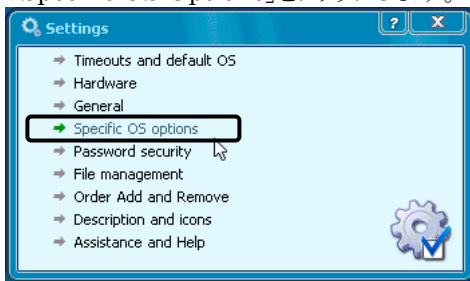 Settings
? X
Timeouts and default OS
Hardware
General
Specific OS options
Password security
File management
Order Add and Remove
Description and icons
Assistance and Help